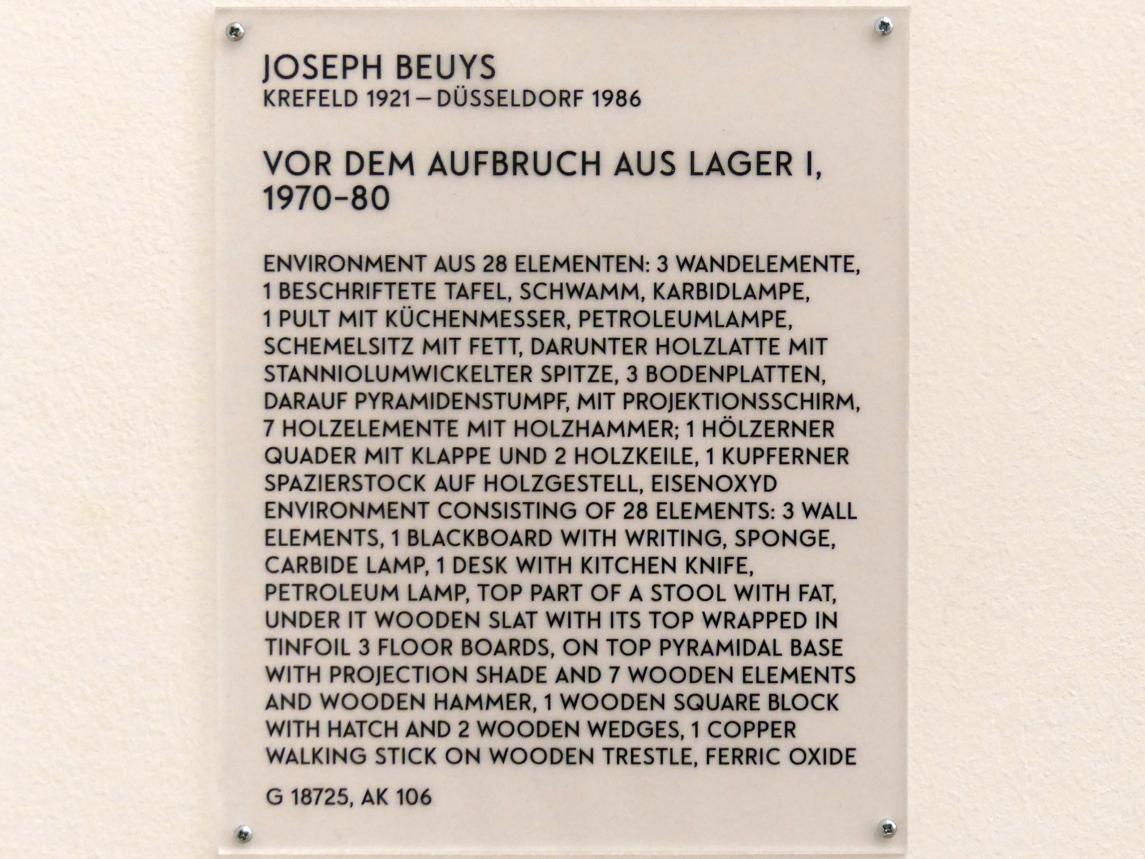 JOSEPH BEUYS
KREFELD 1921 – DÜSSELDORF 1986
VOR DEM AUFBRUCH AUS LAGER I,
1970–80
ENVIRONMENT AUS 28 ELEMENTEN: 3 WANDELEMENTE,
1 BESCHRIFTETE TAFEL, SCHWAMM, KARBIDLAMPE,
1 PULT MIT KÜCHENMESSER, PETROLEUMLAMPE,
SCHEMELSITZ MIT FETT, DARUNTER HOLZLATTE MIT
STANNIOLUMWICKELTER SPITZE, 3 BODENPLATTEN,
DARAUF PYRAMIDENSTUMPF, MIT PROJEKTIONSSCHIRM,
7 HOLZELEMENTE MIT HOLZHAMMER; 1 HÖLZERNER
QUADER MIT KLAPPE UND 2 HOLZKEILE, 1 KUPFERNER
SPAZIERSTOCK AUF HOLZGESTELL, EISENOXYD
ENVIRONMENT CONSISTING OF 28 ELEMENTS: 3 WALL
ELEMENTS, 1 BLACKBOARD WITH WRITING, SPONGE,
CARBIDE LAMP, 1 DESK WITH KITCHEN KNIFE,
PETROLEUM LAMP, TOP PART OF A STOOL WITH FAT,
UNDER IT WOODEN SLAT WITH ITS TOP WRAPPED IN
TINFOIL 3 FLOOR BOARDS, ON TOP PYRAMIDAL BASE
WITH PROJECTION SHADE AND 7 WOODEN ELEMENTS
AND WOODEN HAMMER, 1 WOODEN SQUARE BLOCK
WITH HATCH AND 2 WOODEN WEDGES, 1 COPPER
WALKING STICK ON WOODEN TRESTLE, FERRIC OXIDE
G 18725, AK 106